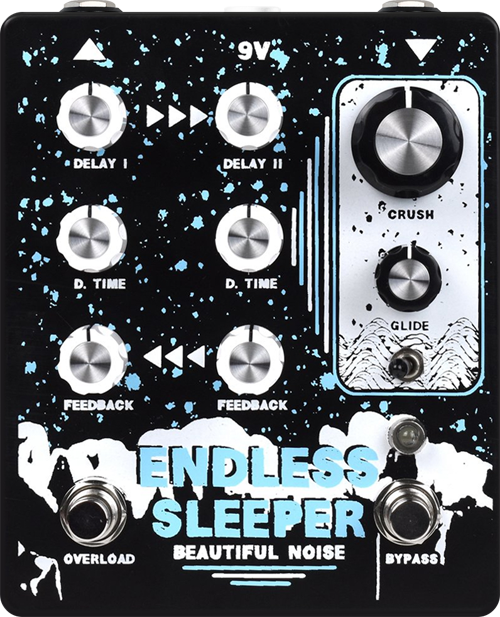 9V
DELAY I
DELAY II
CRUSH
D. TIME
D. TIME
GLIDE
FEEDBACK
FEEDBACK
ENDLESS
SLEEPER
BEAUTIFUL NOISE
OVERLOAD
BYPASS